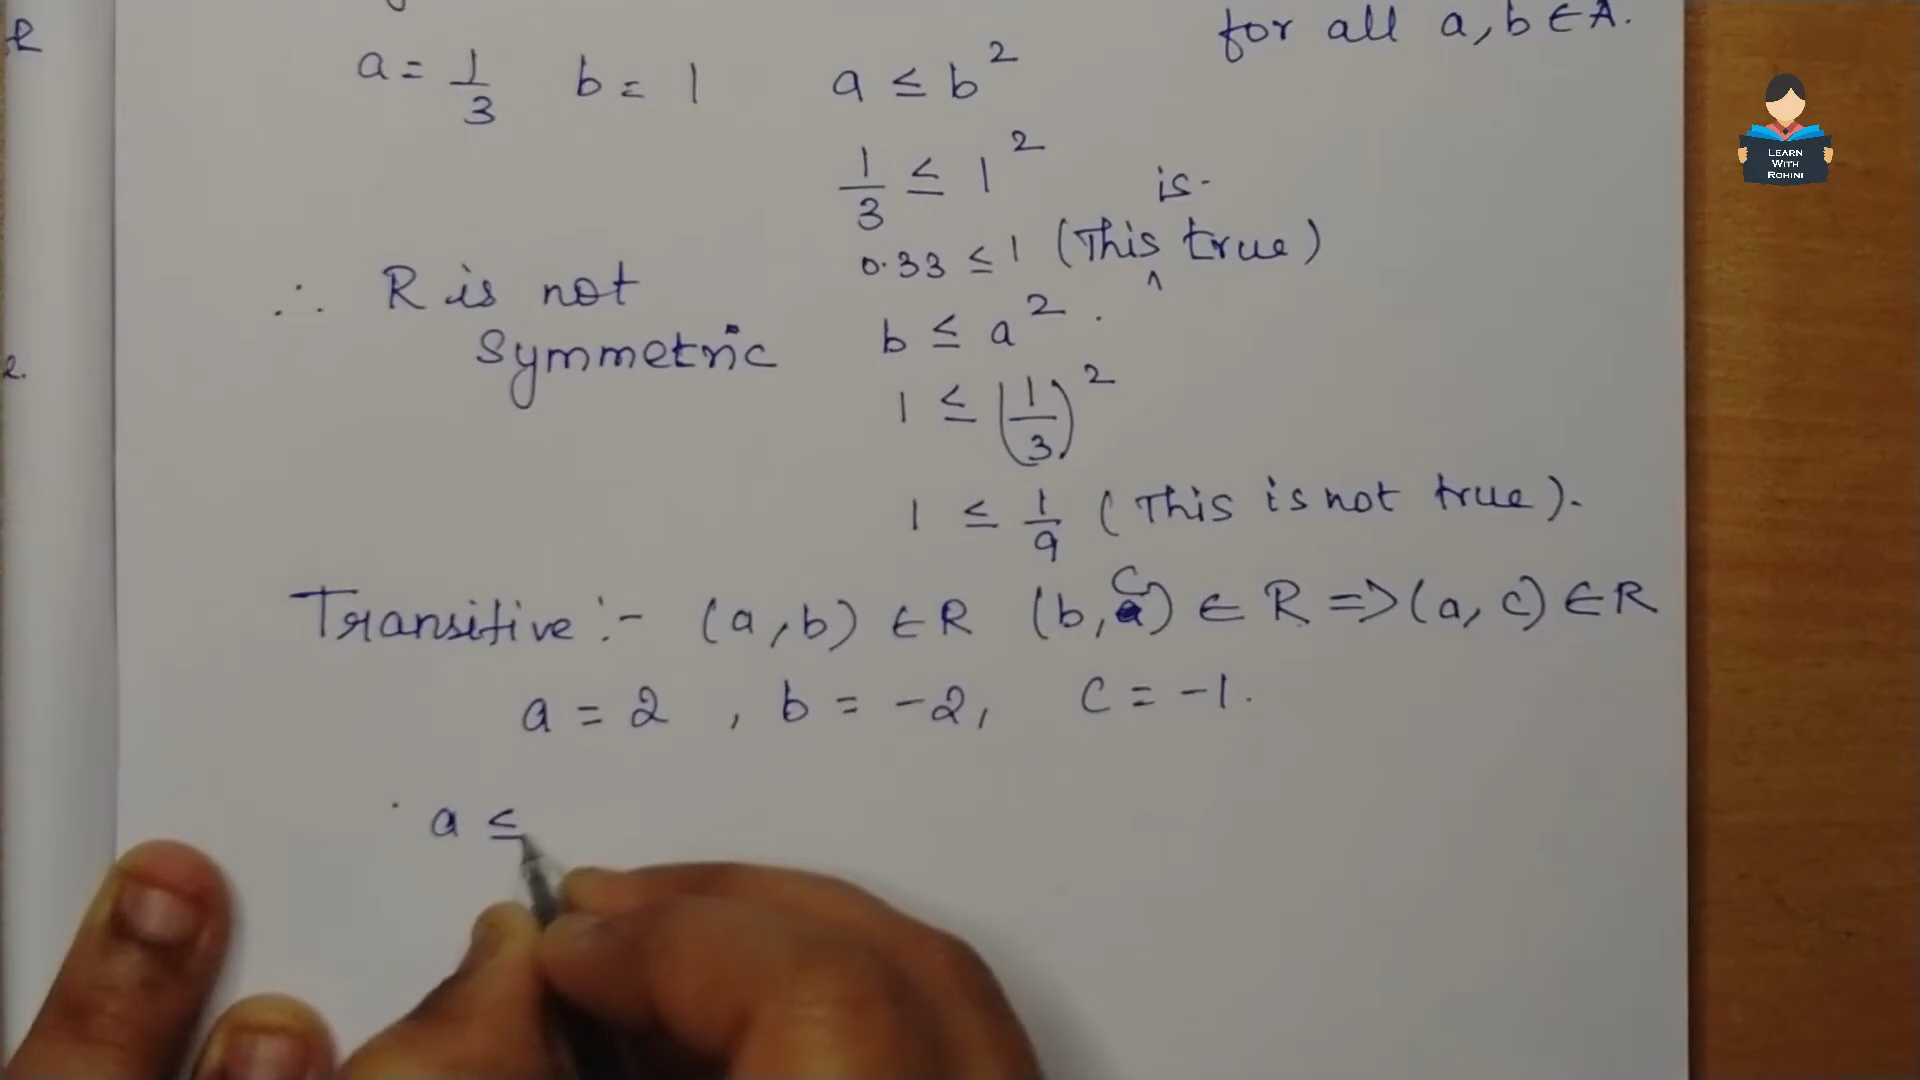 R
for all a, b ∈ A.
a = 1/3 b = 1 a ≤ b²
1/3 ≤ 1²
is.
0.33 ≤ 1 (This ^ true)
∴ R is not
Symmetric
b ≤ a².
1 ≤ (1/3)²
1 ≤ 1/9 (This is not true).
Transitive :- (a, b) ∈ R (b, c) ∈ R => (a, c) ∈ R
a = 2 , b = -2, c = -1.
a ≤
LEARN
WITH
ROHINI